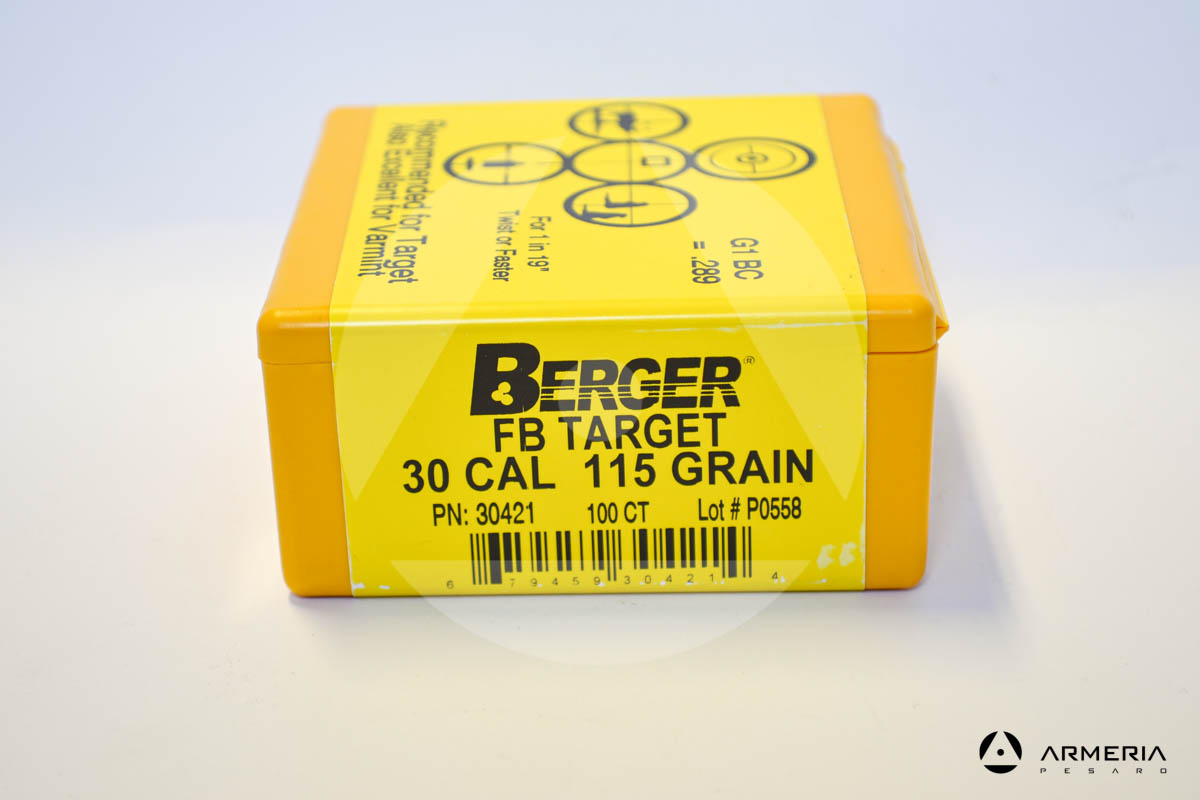 Recommended for Target
Also Excellent for Varmint
For 1 in 19"
Twist or Faster
G1 BC
= .289
BERGER®
FB TARGET
30 CAL 115 GRAIN
PN: 30421 100 CT Lot # P0558
6 79459 30421 4
ARMERIA
PESARO